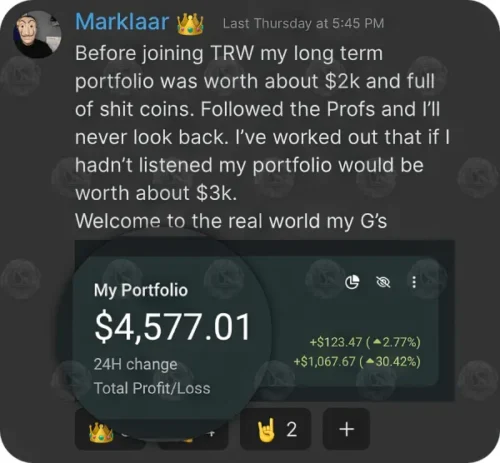 Marklaar 👑 Last Thursday at 5:45 PM
Before joining TRW my long term
portfolio was worth about $2k and full
of shit coins. Followed the Profs and I’ll
never look back. I’ve worked out that if I
hadn’t listened my portfolio would be
worth about $3k.
Welcome to the real world my G’s
My Portfolio
$4,577.01
+$123.47 (▲2.77%)
24H change
+$1,067.67 (▲30.42%)
Total Profit/Loss
🤘 2 +